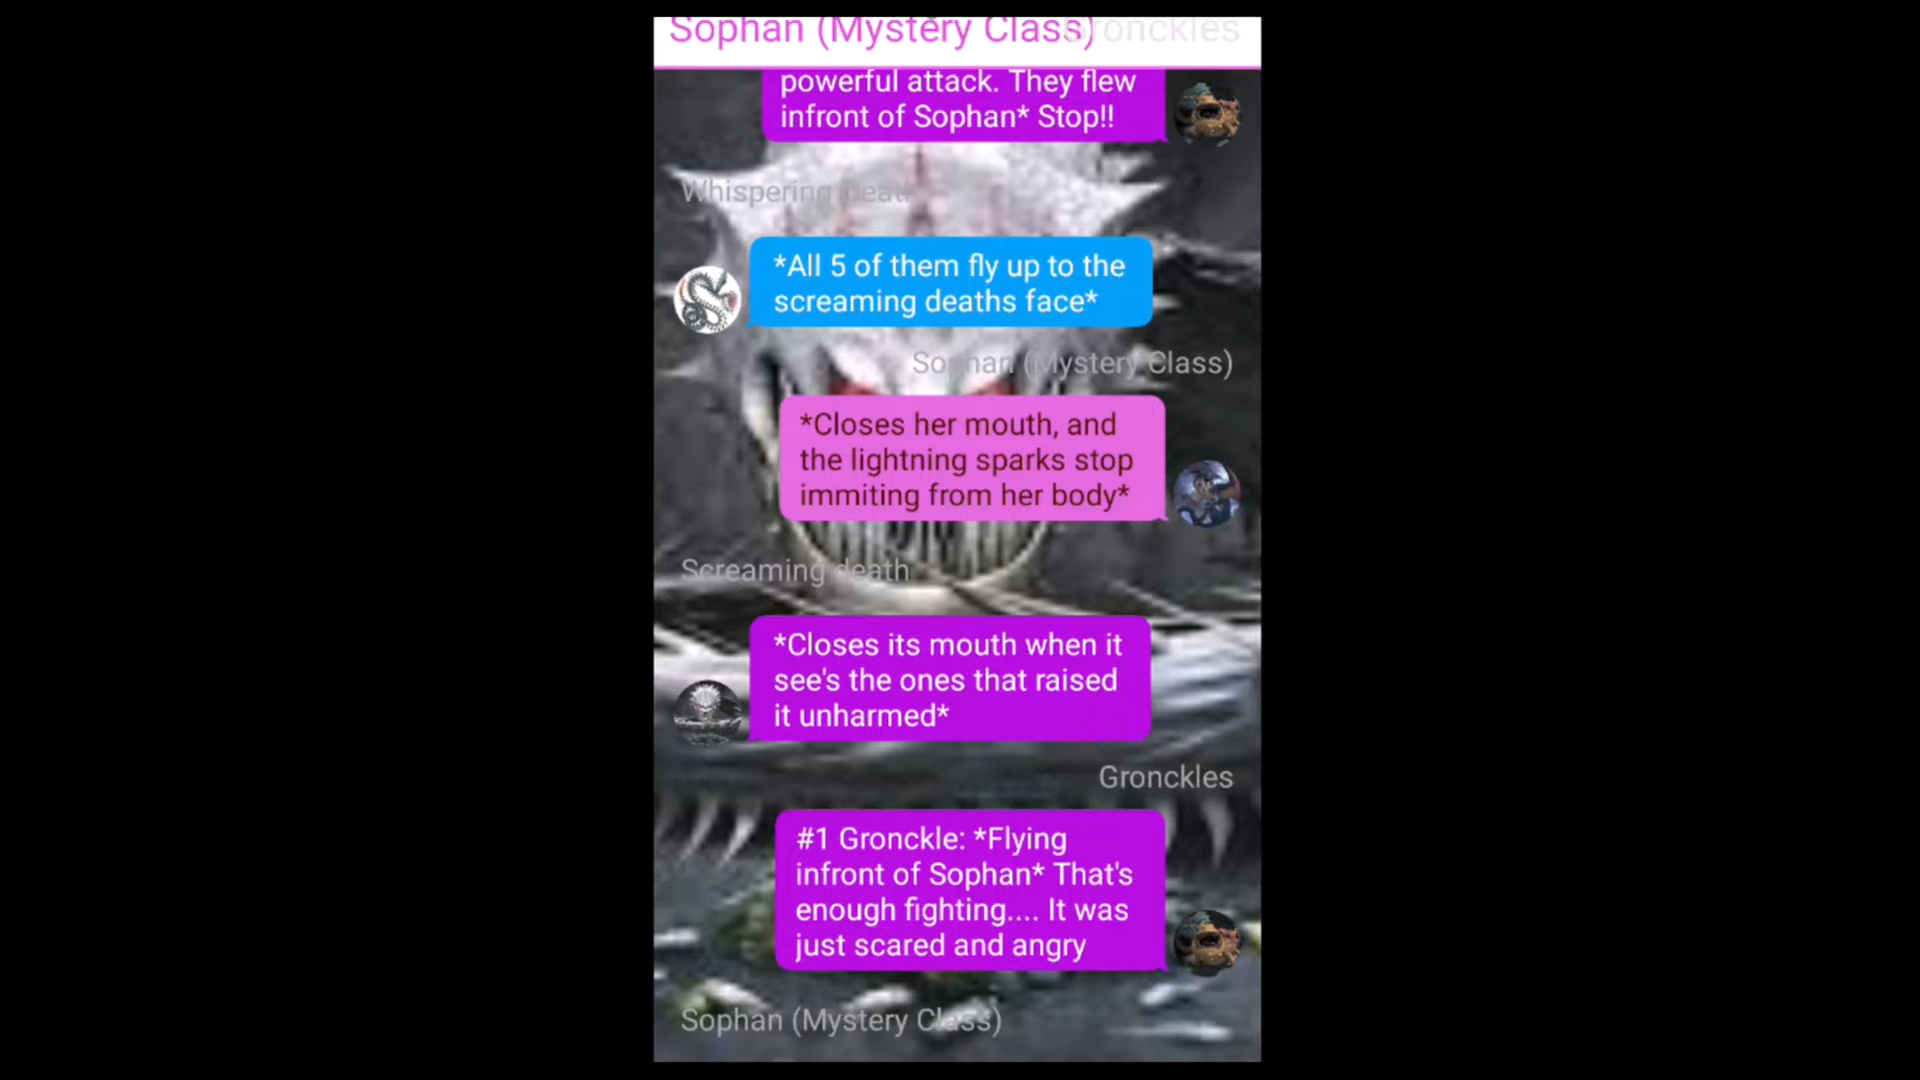 Sophan (Mystery Class)
Gronckles
powerful attack. They flew
infront of Sophan* Stop!!
Whispering Death
*All 5 of them fly up to the
screaming deaths face*
Sophan (Mystery Class)
*Closes her mouth, and
the lightning sparks stop
immiting from her body*
Screaming death
*Closes its mouth when it
see's the ones that raised
it unharmed*
Gronckles
#1 Gronckle: *Flying
infront of Sophan* That's
enough fighting.... It was
just scared and angry
Sophan (Mystery Class)